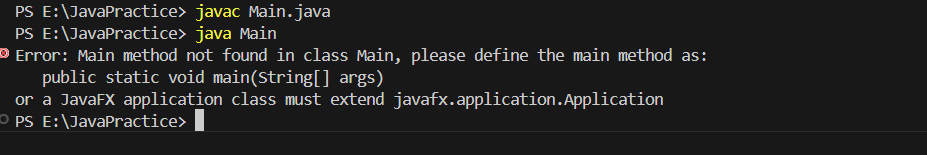 PS E:\JavaPractice> javac Main.java
PS E:\JavaPractice> java Main
Error: Main method not found in class Main, please define the main method as:
   public static void main(String[] args)
or a JavaFX application class must extend javafx.application.Application
PS E:\JavaPractice>